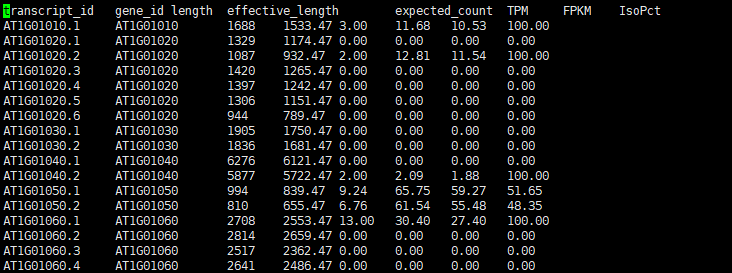 transcript_id gene_id length effective_length expected_count TPM FPKM IsoPct
AT1G01010.1 AT1G01010 1688 1533.47 3.00 11.68 10.53 100.00
AT1G01020.1 AT1G01020 1329 1174.47 0.00 0.00 0.00 0.00
AT1G01020.2 AT1G01020 1087 932.47 2.00 12.81 11.54 100.00
AT1G01020.3 AT1G01020 1420 1265.47 0.00 0.00 0.00 0.00
AT1G01020.4 AT1G01020 1397 1242.47 0.00 0.00 0.00 0.00
AT1G01020.5 AT1G01020 1306 1151.47 0.00 0.00 0.00 0.00
AT1G01020.6 AT1G01020 944 789.47 0.00 0.00 0.00 0.00
AT1G01030.1 AT1G01030 1905 1750.47 0.00 0.00 0.00 0.00
AT1G01030.2 AT1G01030 1836 1681.47 0.00 0.00 0.00 0.00
AT1G01040.1 AT1G01040 6276 6121.47 0.00 0.00 0.00 0.00
AT1G01040.2 AT1G01040 5877 5722.47 2.00 2.09 1.88 100.00
AT1G01050.1 AT1G01050 994 839.47 9.24 65.75 59.27 51.65
AT1G01050.2 AT1G01050 810 655.47 6.76 61.54 55.48 48.35
AT1G01060.1 AT1G01060 2708 2553.47 13.00 30.40 27.40 100.00
AT1G01060.2 AT1G01060 2814 2659.47 0.00 0.00 0.00 0.00
AT1G01060.3 AT1G01060 2517 2362.47 0.00 0.00 0.00 0.00
AT1G01060.4 AT1G01060 2641 2486.47 0.00 0.00 0.00 0.00